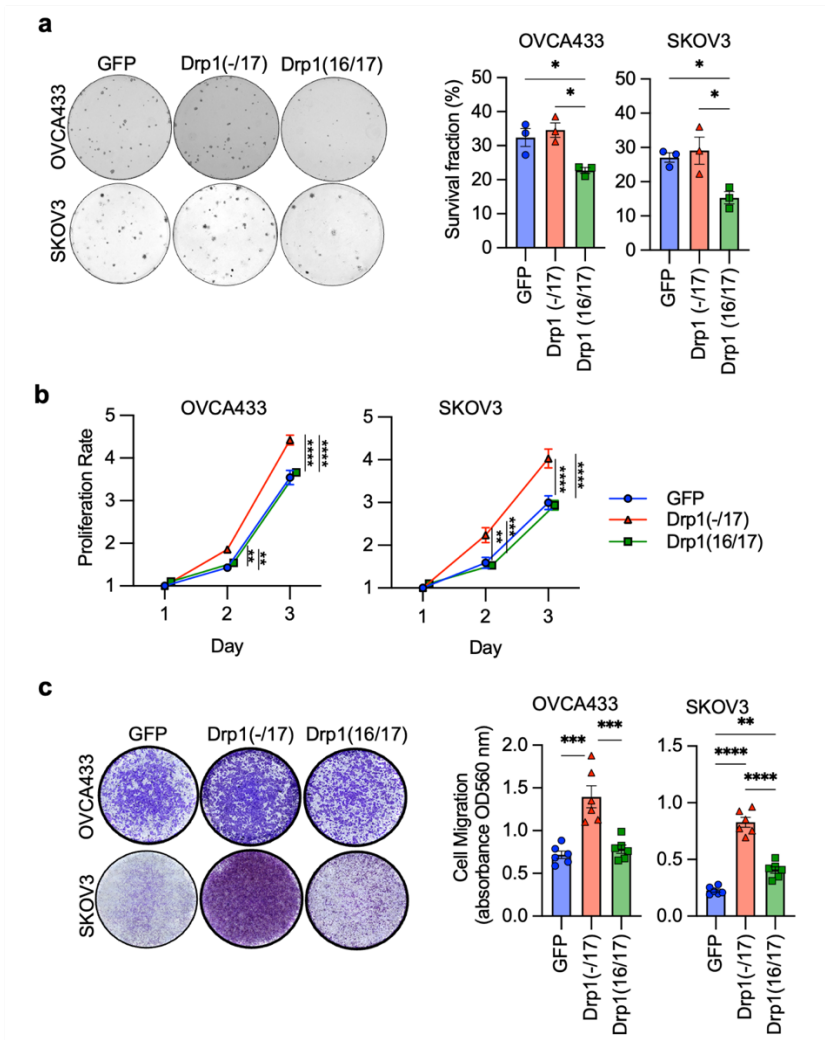 a
GFP Drp1(-/17) Drp1(16/17)
OVCA433
SKOV3
OVCA433 SKOV3
Survival fraction (%)
50
40
30
20
10
0
*
*
GFP
Drp1 (-/17)
Drp1 (16/17)
50
40
30
20
10
0
*
*
GFP
Drp1 (-/17)
Drp1 (16/17)
b
OVCA433
Proliferation Rate
5
4
3
2
1
1 2 3
Day
****
****
**
**
SKOV3
5
4
3
2
1
1 2 3
Day
**
***
****
****
GFP
Drp1(-/17)
Drp1(16/17)
c
GFP Drp1(-/17) Drp1(16/17)
OVCA433
SKOV3
OVCA433
Cell Migration
(absorbance OD560 nm)
2.0
1.5
1.0
0.5
0.0
*** ***
GFP
Drp1(-/17)
Drp1(16/17)
SKOV3
1.5
1.0
0.5
0.0
**
****
****
GFP
Drp1(-/17)
Drp1(16/17)